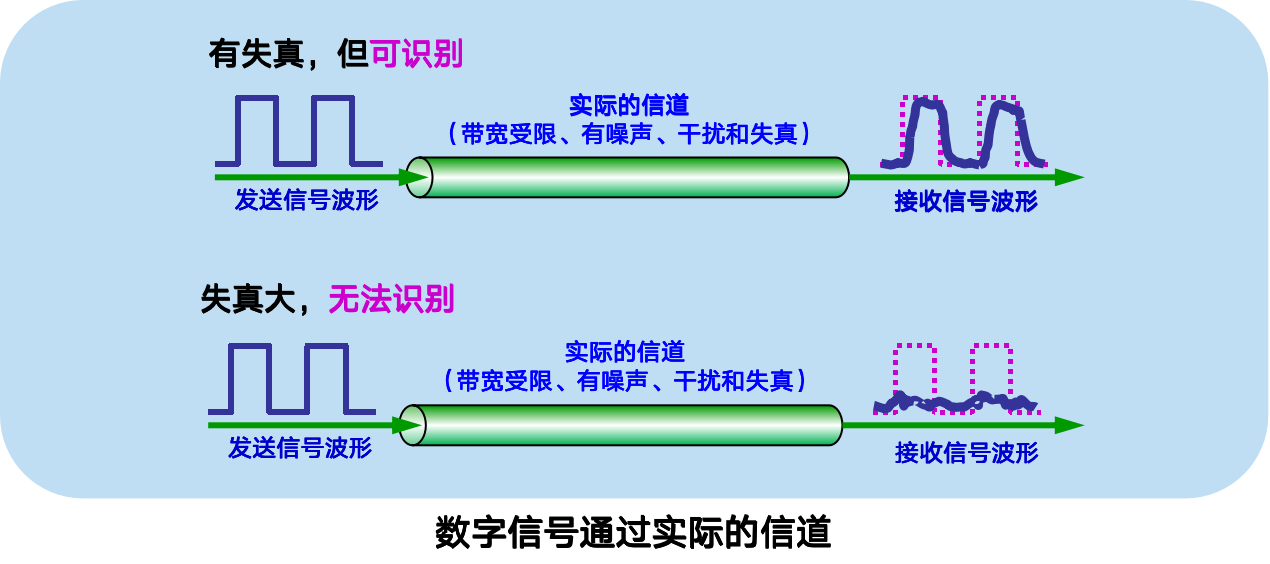 有失真，但可识别
实际的信道
（带宽受限、有噪声、干扰和失真）
发送信号波形
接收信号波形
失真大，无法识别
实际的信道
（带宽受限、有噪声、干扰和失真）
发送信号波形
接收信号波形
数字信号通过实际的信道